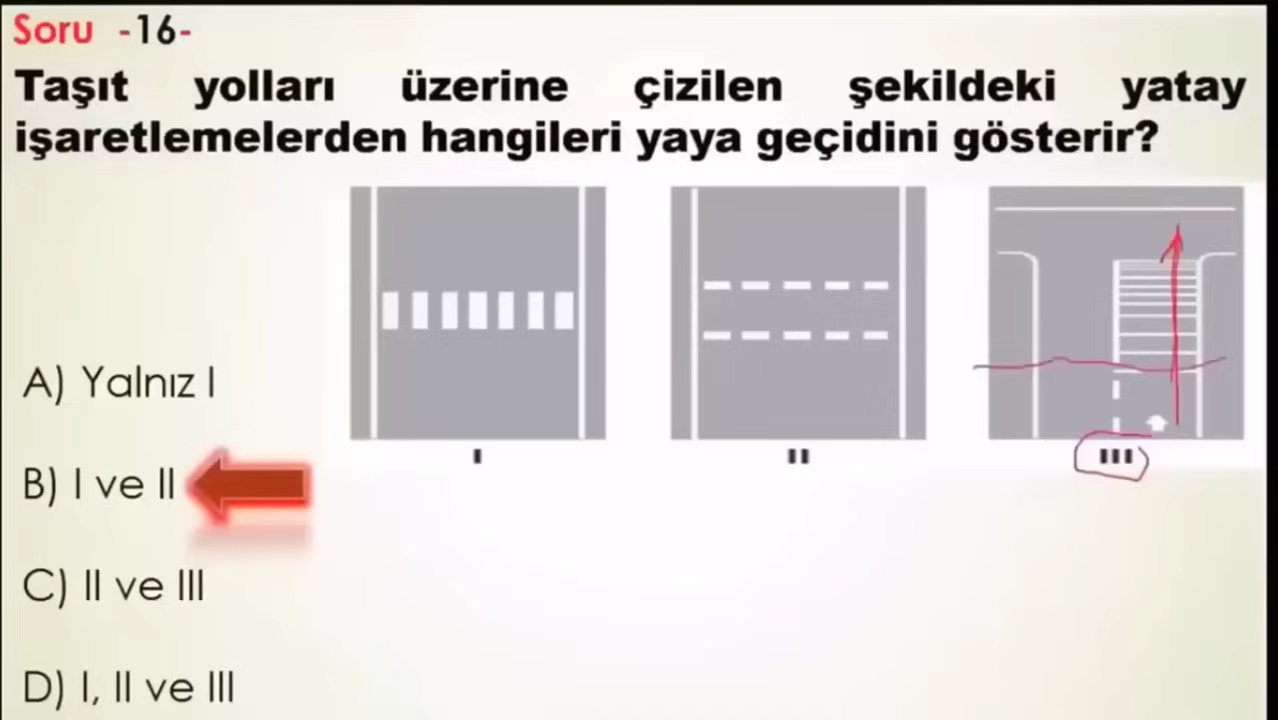 Soru -16-
Taşıt yolları üzerine çizilen şekildeki yatay
işaretlemelerden hangileri yaya geçidini gösterir?
I II III
A) Yalnız I
B) I ve II
C) II ve III
D) I, II ve III